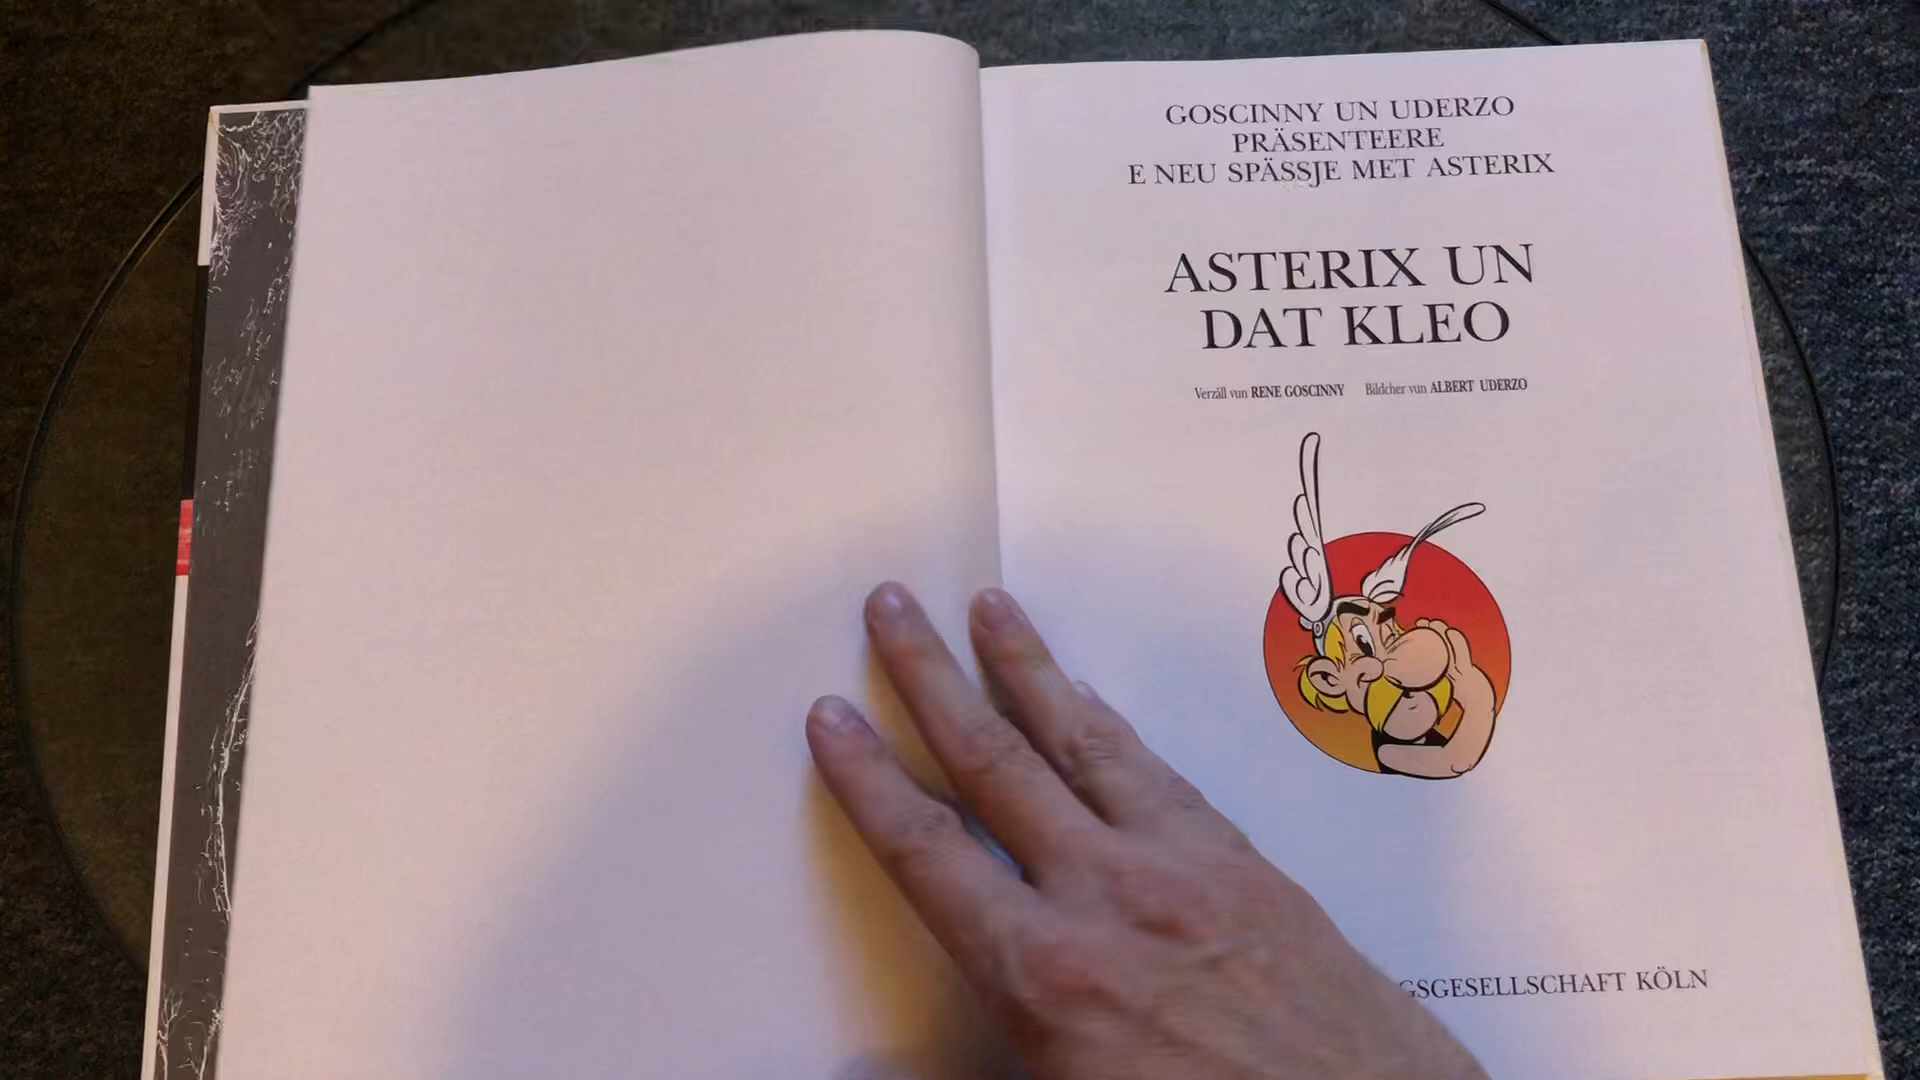 GOSCINNY UN UDERZO
PRÄSENTEERE
E NEU SPÄSSJE MET ASTERIX
ASTERIX UN
DAT KLEO
Verzäll vun RENE GOSCINNY Bildcher vun ALBERT UDERZO
GSGESELLSCHAFT KÖLN